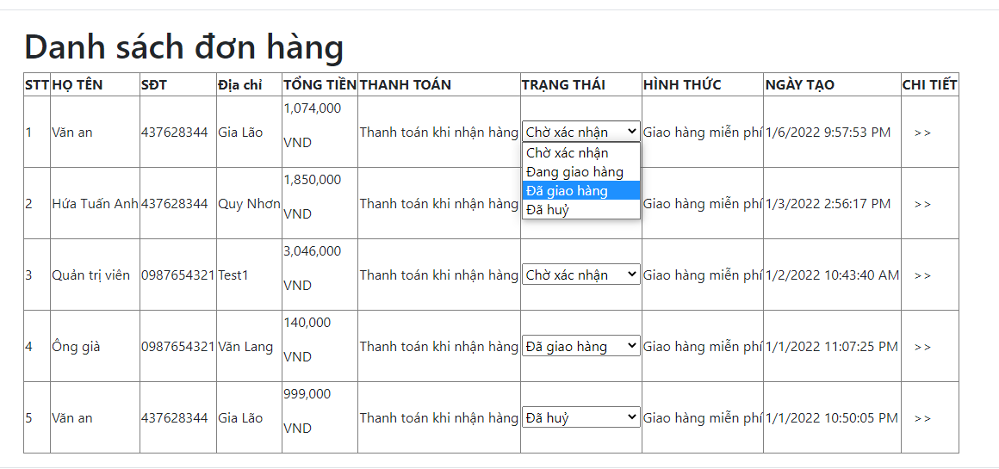 Danh sách đơn hàng
STT HỌ TÊN SĐT Địa chỉ TỔNG TIỀN THANH TOÁN TRẠNG THÁI HÌNH THỨC NGÀY TẠO CHI TIẾT
1 Văn an 437628344 Gia Lão 1,074,000 VND Thanh toán khi nhận hàng Chờ xác nhận Giao hàng miễn phí 1/6/2022 9:57:53 PM >>
Chờ xác nhận
Đang giao hàng
Đã giao hàng
Đã huỷ
2 Hứa Tuấn Anh 437628344 Quy Nhơn 1,850,000 VND Thanh toán khi nhận hàng Giao hàng miễn phí 1/3/2022 2:56:17 PM >>
3 Quản trị viên 0987654321 Test1 3,046,000 VND Thanh toán khi nhận hàng Chờ xác nhận Giao hàng miễn phí 1/2/2022 10:43:40 AM >>
4 Ông già 0987654321 Văn Lang 140,000 VND Thanh toán khi nhận hàng Đã giao hàng Giao hàng miễn phí 1/1/2022 11:07:25 PM >>
5 Văn an 437628344 Gia Lão 999,000 VND Thanh toán khi nhận hàng Đã huỷ Giao hàng miễn phí 1/1/2022 10:50:05 PM >>